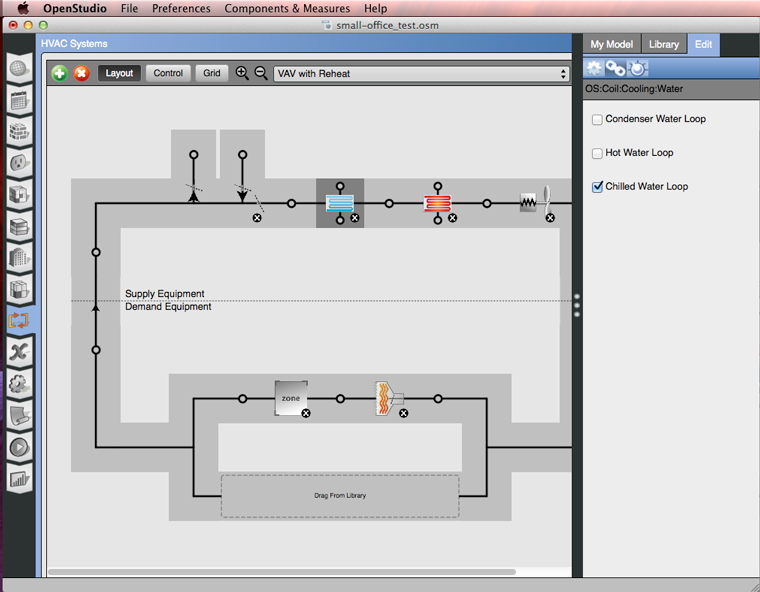 OpenStudio File Preferences Components & Measures Help
small-office_test.osm
HVAC Systems
My Model Library Edit
Layout Control Grid VAV with Reheat
OS:Coil:Cooling:Water
Condenser Water Loop
Hot Water Loop
Chilled Water Loop
Supply Equipment
Demand Equipment
zone
Drag From Library